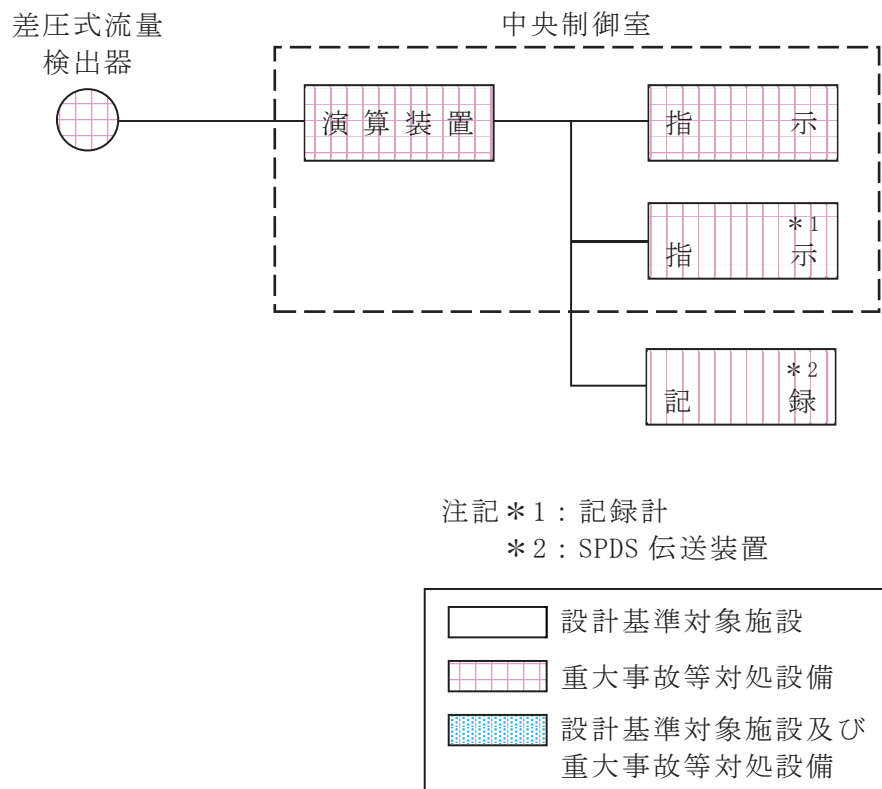 差圧式流量
検出器
中央制御室
演算装置
指示
＊1
指示
＊2
記録
注記＊1：記録計
＊2：SPDS 伝送装置
設計基準対象施設
重大事故等対処設備
設計基準対象施設及び
重大事故等対処設備